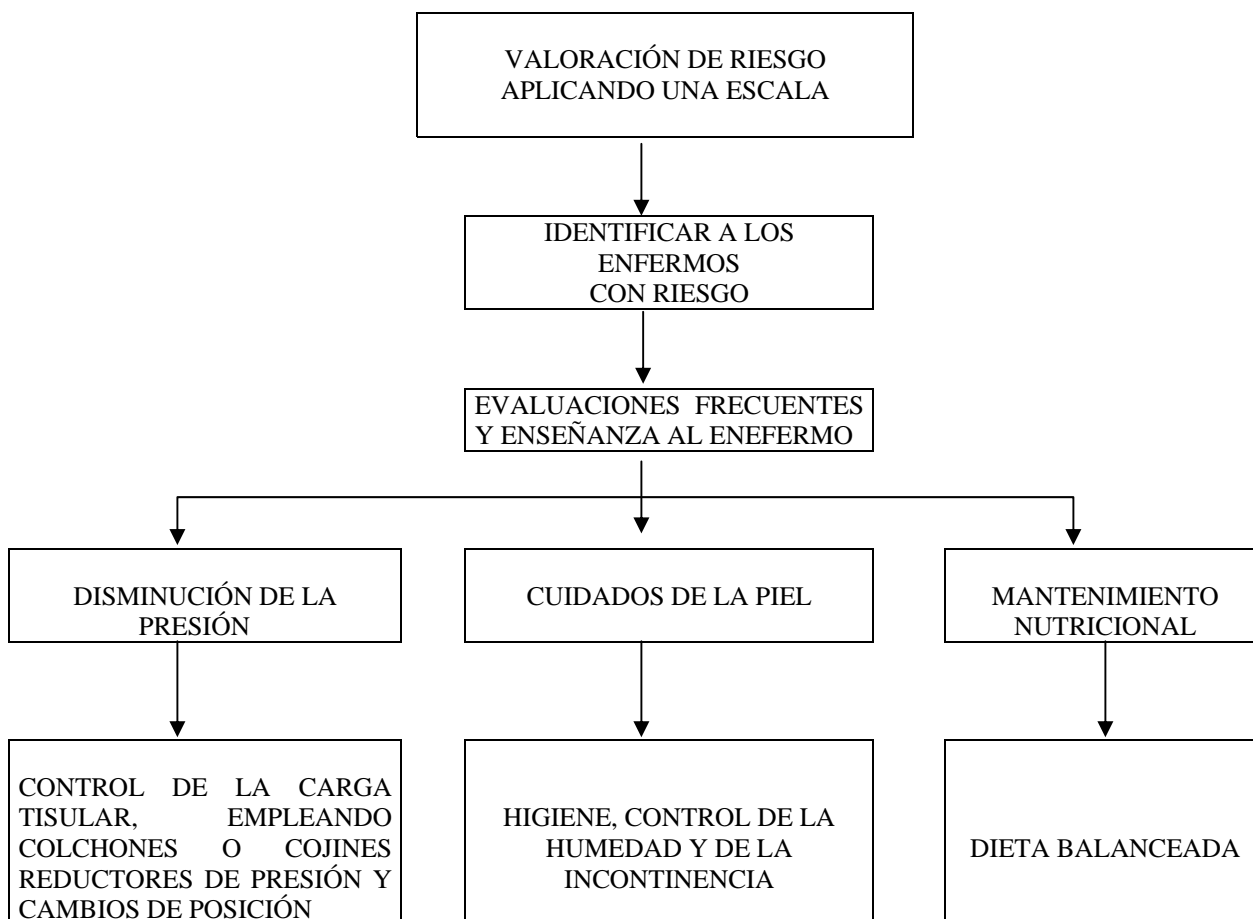 VALORACIÓN DE RIESGO
APLICANDO UNA ESCALA
IDENTIFICAR A LOS
ENFERMOS
CON RIESGO
EVALUACIONES FRECUENTES
Y ENSEÑANZA AL ENEFERMO
DISMINUCIÓN DE LA
PRESIÓN
CUIDADOS DE LA PIEL
MANTENIMIENTO
NUTRICIONAL
CONTROL DE LA CARGA
TISULAR, EMPLEANDO
COLCHONES O COJINES
REDUCTORES DE PRESIÓN Y
CAMBIOS DE POSICIÓN
HIGIENE, CONTROL DE LA
HUMEDAD Y DE LA
INCONTINENCIA
DIETA BALANCEADA